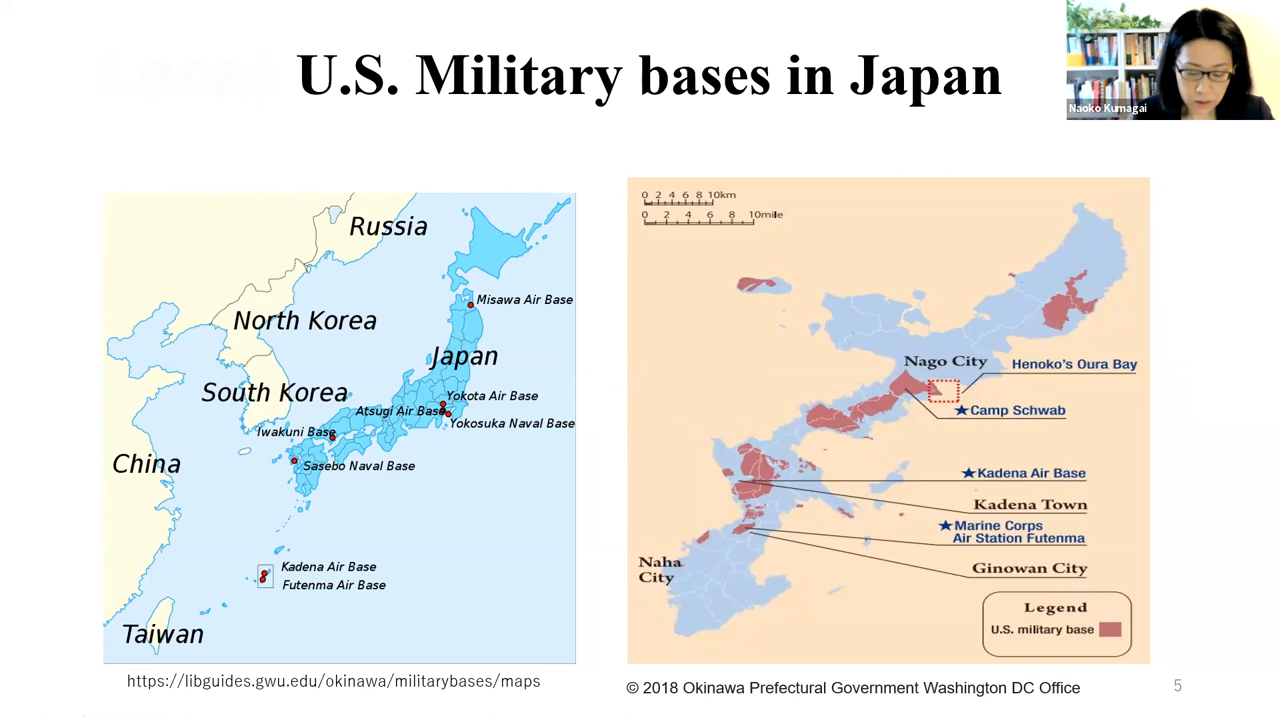 Locat
U.S. Military bases in Japan
Naoko Kumagai
Russia
Misawa Air Base
North Korea
Japan
South Korea
Yokota Air Base
Atsugi Air Base
Yokosuka Naval Base
Iwakuni Base
China
Sasebo Naval Base
Kadena Air Base
Futenma Air Base
Taiwan
https://libguides.gwu.edu/okinawa/militarybases/maps
0 2 4 6 8 10km
0 2 4 6 8 10mile
Nago City
Henoko's Oura Bay
★Camp Schwab
★Kadena Air Base
Kadena Town
★Marine Corps
Air Station Futenma
Naha
City
Ginowan City
Legend
U.S. military base
© 2018 Okinawa Prefectural Government Washington DC Office
5